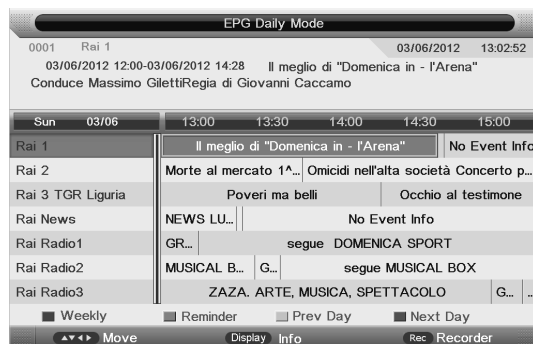 EPG Daily Mode
0001 Rai 1 03/06/2012 13:02:52
03/06/2012 12:00-03/06/2012 14:28 Il meglio di "Domenica in - l'Arena"
Conduce Massimo GilettiRegia di Giovanni Caccamo
Sun 03/06 13:00 13:30 14:00 14:30 15:00
Rai 1 Il meglio di "Domenica in - l'Arena" No Event Info
Rai 2 Morte al mercato 1^... Omicidi nell'alta società Concerto p...
Rai 3 TGR Liguria Poveri ma belli Occhio al testimone
Rai News NEWS LU... No Event Info
Rai Radio1 GR... segue DOMENICA SPORT
Rai Radio2 MUSICAL B... G... segue MUSICAL BOX
Rai Radio3 ZAZA. ARTE, MUSICA, SPETTACOLO G... ..
Weekly Reminder Prev Day Next Day
Move Display Info Rec Recorder